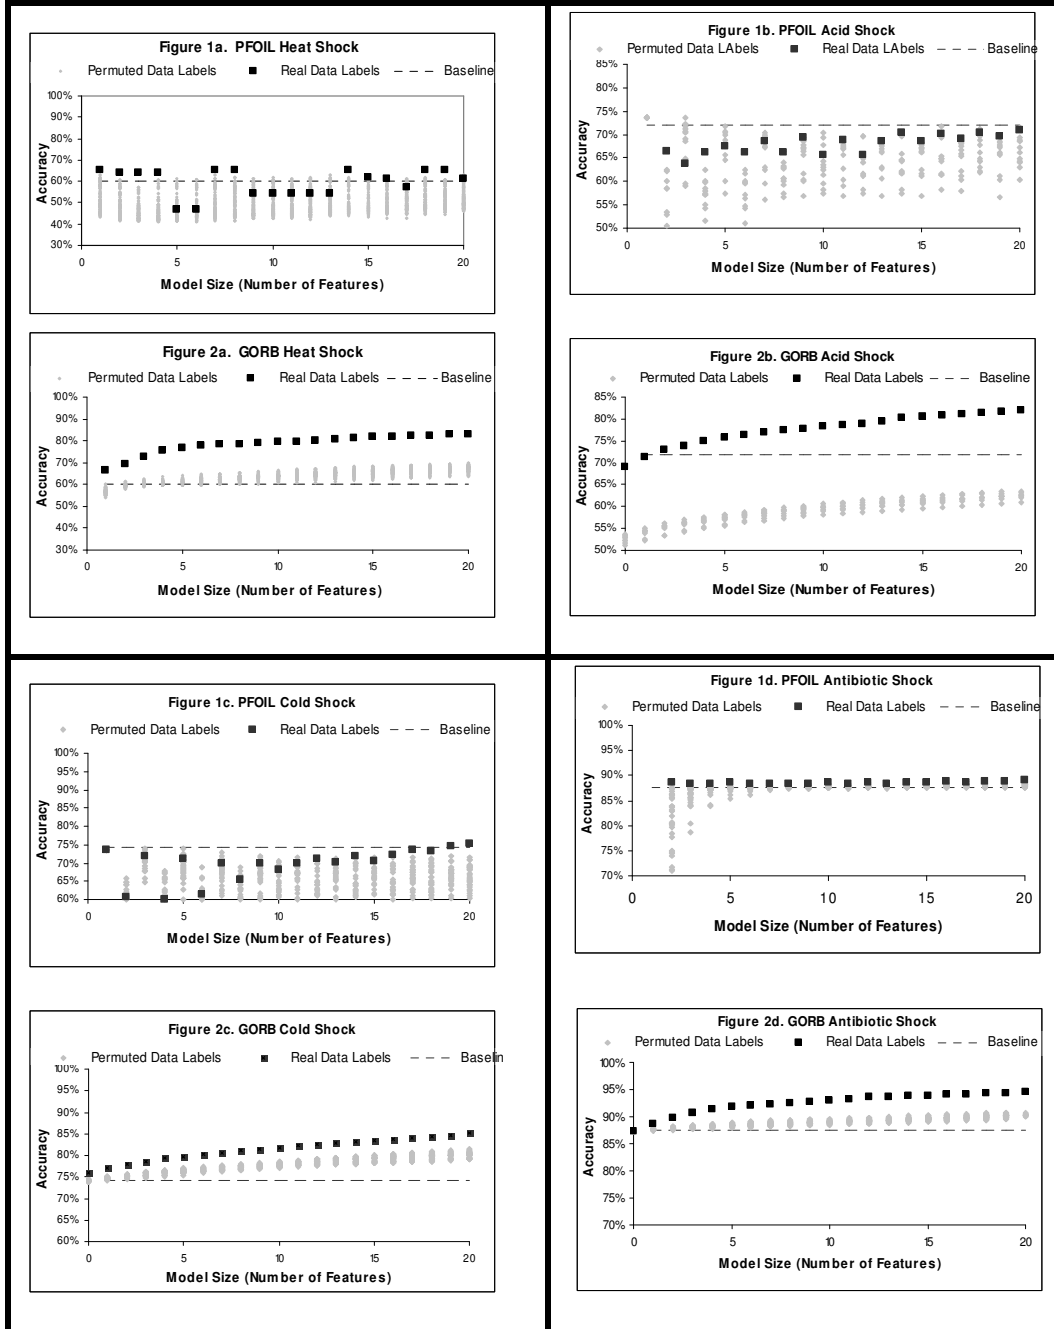 Figure 1a. PFOIL Heat Shock
Permuted Data Labels Real Data Labels Baseline
100%
90%
80%
70%
60%
50%
40%
30%
Accuracy
0 5 10 15 20
Model Size (Number of Features)
Figure 2a. GORB Heat Shock
Permuted Data Labels Real Data Labels Baseline
100%
90%
80%
70%
60%
50%
40%
30%
Accuracy
0 5 10 15 20
Model Size (Number of Features)
Figure 1b. PFOIL Acid Shock
Permuted Data LAbels Real Data LAbels Baseline
85%
80%
75%
70%
65%
60%
55%
50%
Accuracy
0 5 10 15 20
Model Size (Number of Features)
Figure 2b. GORB Acid Shock
Permuted Data Labels Real Data Labels Baseline
85%
80%
75%
70%
65%
60%
55%
50%
Accuracy
0 5 10 15 20
Model Size (Number of Features)
Figure 1c. PFOIL Cold Shock
Permuted Data Labels Real Data Labels Baseline
100%
95%
90%
85%
80%
75%
70%
65%
60%
Accuracy
0 5 10 15 20
Model Size (Number of Features)
Figure 2c. GORB Cold Shock
Permuted Data Labels Real Data Labels Baselin
100%
95%
90%
85%
80%
75%
70%
65%
60%
Accuracy
0 5 10 15 20
Model Size (Number of Features)
Figure 1d. PFOIL Antibiotic Shock
Permuted Data Labels Real Data Labels Baseline
100%
95%
90%
85%
80%
75%
70%
Accuracy
0 5 10 15 20
Model Size (Number of Features)
Figure 2d. GORB Antibiotic Shock
Permuted Data Labels Real Data Labels Baseline
100%
95%
90%
85%
80%
75%
70%
Accuracy
0 5 10 15 20
Model Size (Number of Features)